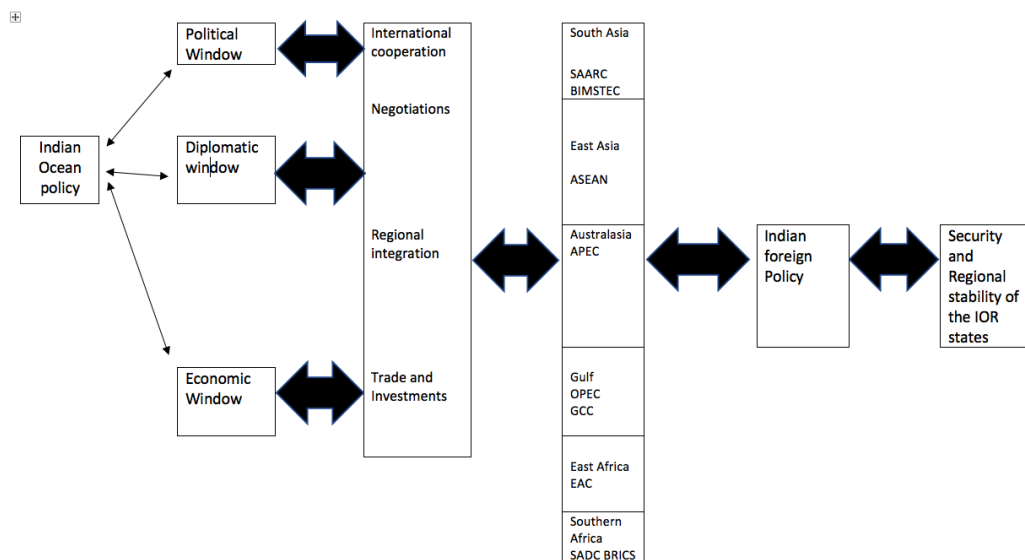 Political
Window
International
cooperation
Negotiations
Regional
integration
Trade and
Investments
Indian
Ocean
policy
Diplomatic
window
Economic
Window
South Asia
SAARC
BIMSTEC
East Asia
ASEAN
Australasia
APEC
Gulf
OPEC
GCC
East Africa
EAC
Southern
Africa
SADC BRICS
Indian
foreign
Policy
Security
and
Regional
stability of
the IOR
states